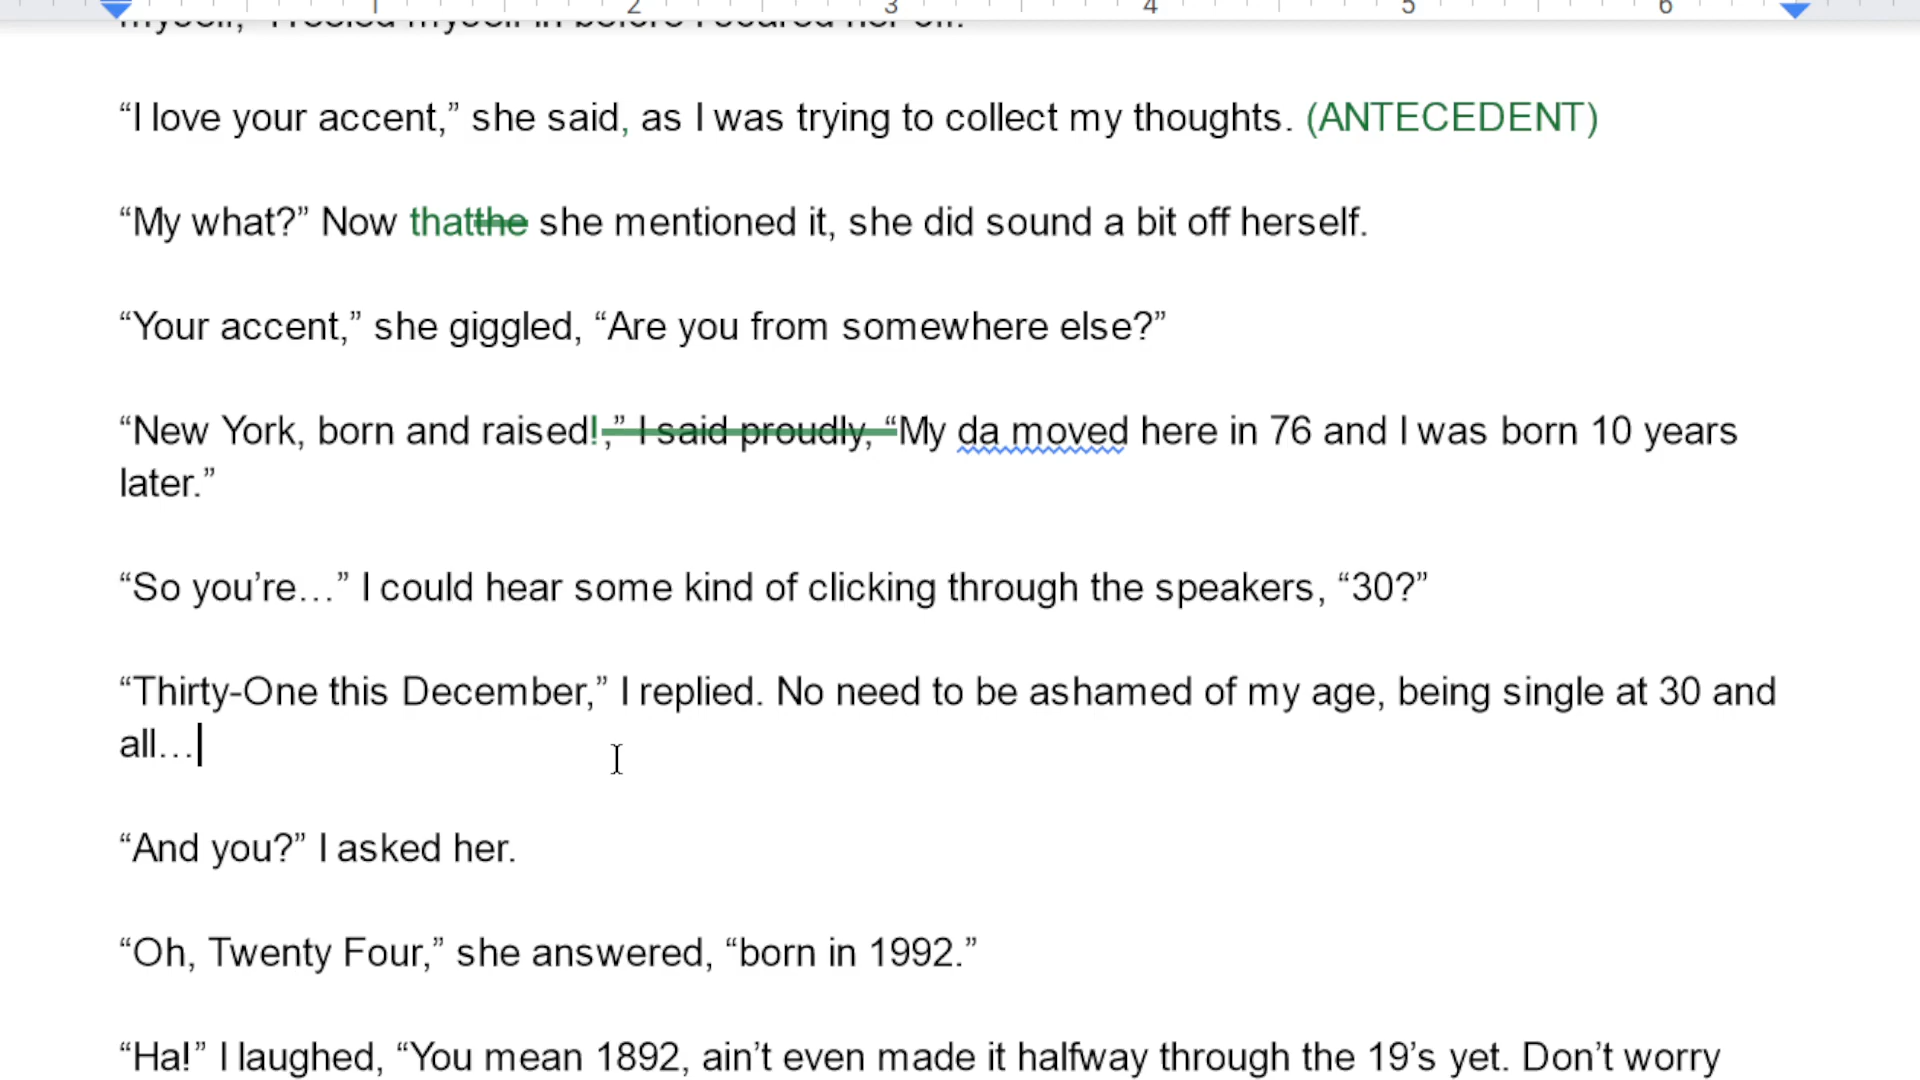 1 2 3 4 5 6
“I love your accent,” she said, as I was trying to collect my thoughts. (ANTECEDENT)
“My what?” Now thatthe she mentioned it, she did sound a bit off herself.
“Your accent,” she giggled, “Are you from somewhere else?”
“New York, born and raised!,” I said proudly, “My da moved here in 76 and I was born 10 years
later.”
“So you’re…” I could hear some kind of clicking through the speakers, “30?”
“Thirty-One this December,” I replied. No need to be ashamed of my age, being single at 30 and
all…
“And you?” I asked her.
“Oh, Twenty Four,” she answered, “born in 1992.”
“Ha!” I laughed, “You mean 1892, ain’t even made it halfway through the 19’s yet. Don’t worry